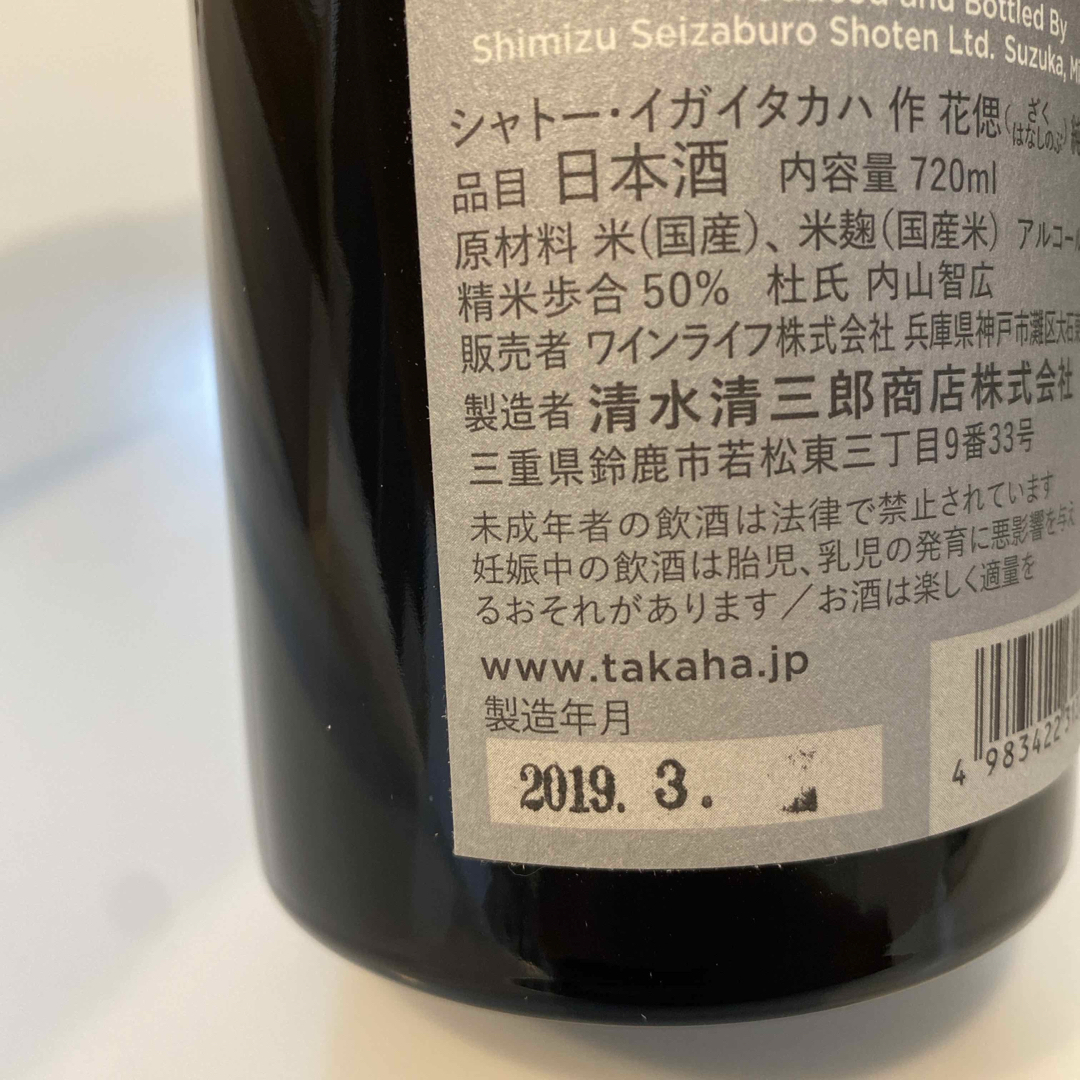 and Bottled By
Shimizu Seizaburo Shoten Ltd. Suzuka,
シャトー・イガイタカハ 作 花偲(ざく はなしのぶ)
品目 日本酒 内容量 720ml
原材料 米(国産)、米麹(国産米) アルコー
精米歩合 50% 杜氏 内山智広
販売者 ワインライフ株式会社 兵庫県神戸市灘区大石東
製造者 清水清三郎商店株式会社
三重県鈴鹿市若松東三丁目9番33号
未成年者の飲酒は法律で禁止されています
妊娠中の飲酒は胎児、乳児の発育に悪影響を与え
るおそれがあります/お酒は楽しく適量を
www.takaha.jp
製造年月
2019. 3.
4 983422